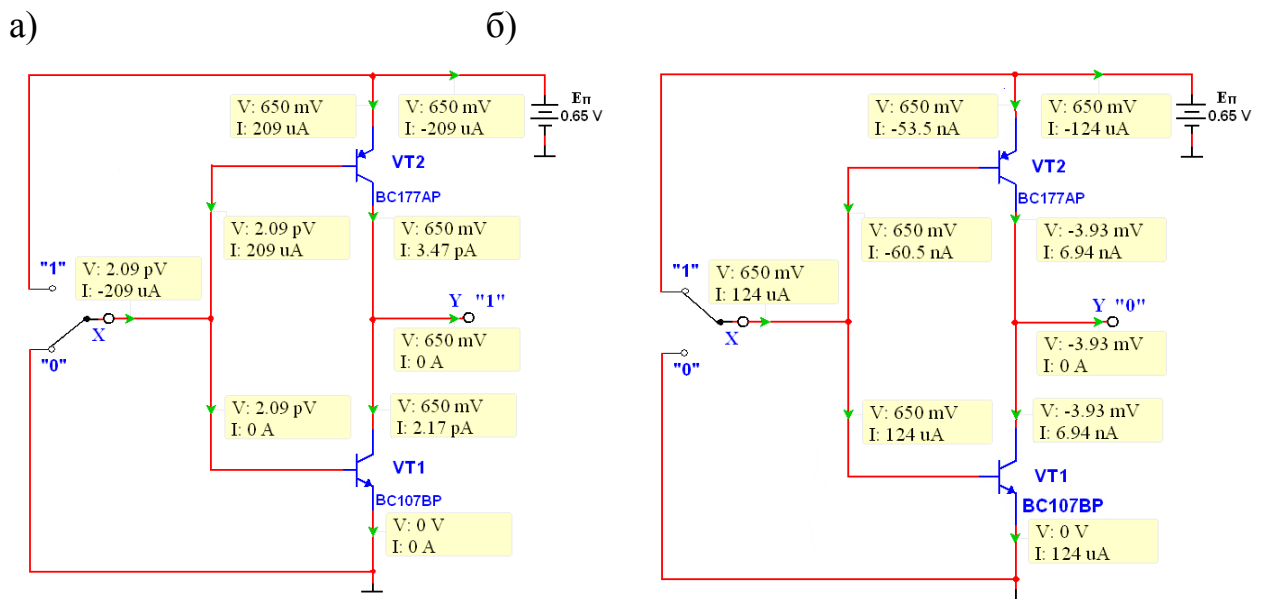 а)
V: 650 mV
I: 209 uA
V: 650 mV
I: -209 uA
Eп
0.65 V
VT2
BC177AP
V: 2.09 pV
I: 209 uA
V: 650 mV
I: 3.47 pA
"1"
V: 2.09 pV
I: -209 uA
X
"0"
Y "1"
V: 650 mV
I: 0 A
V: 2.09 pV
I: 0 A
V: 650 mV
I: 2.17 pA
VT1
BC107BP
V: 0 V
I: 0 A
б)
V: 650 mV
I: -53.5 nA
V: 650 mV
I: -124 uA
Eп
0.65 V
VT2
BC177AP
V: 650 mV
I: -60.5 nA
V: -3.93 mV
I: 6.94 nA
"1"
V: 650 mV
I: 124 uA
X
"0"
Y "0"
V: -3.93 mV
I: 0 A
V: 650 mV
I: 124 uA
V: -3.93 mV
I: 6.94 nA
VT1
BC107BP
V: 0 V
I: 124 uA